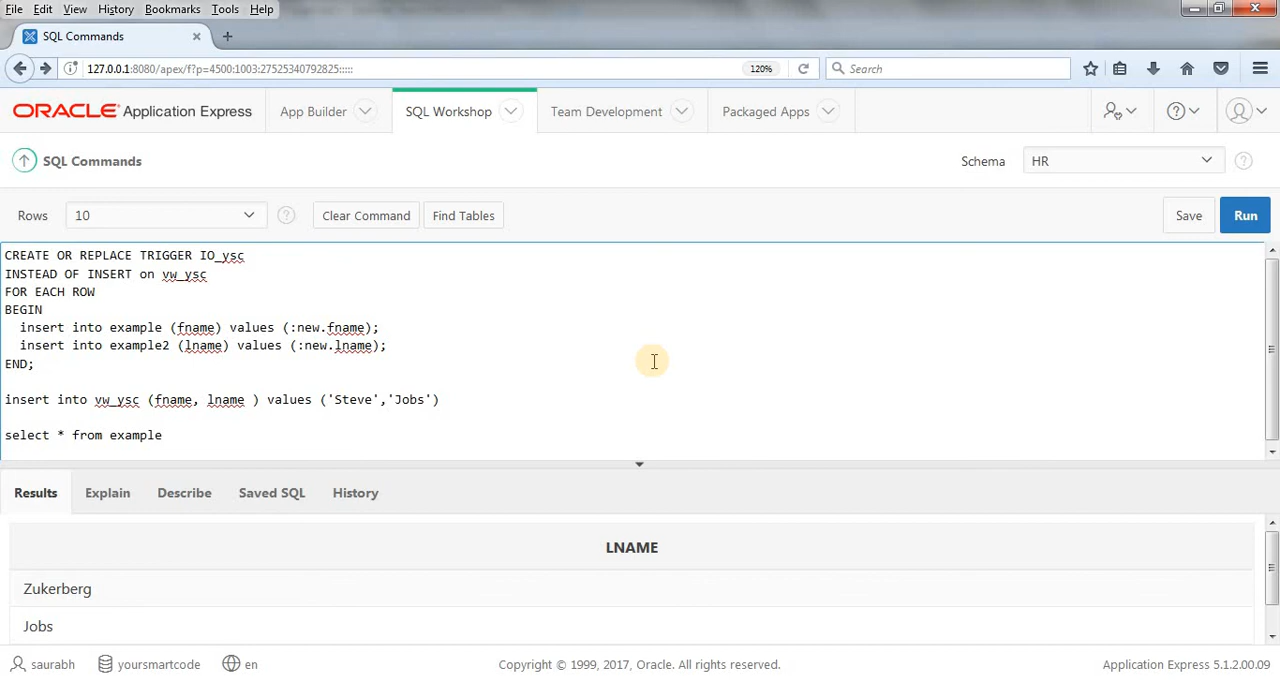 File Edit View History Bookmarks Tools Help
SQL Commands
127.0.0.1:8080/apex/f?p=4500:1003:27525340792825::::: 120% Search
ORACLE Application Express App Builder SQL Workshop Team Development Packaged Apps
SQL Commands Schema HR
Rows 10 Clear Command Find Tables Save Run
CREATE OR REPLACE TRIGGER IO_ysc
INSTEAD OF INSERT on vw_ysc
FOR EACH ROW
BEGIN
insert into example (fname) values (:new.fname);
insert into example2 (lname) values (:new.lname);
END;
insert into vw_ysc (fname, lname ) values ('Steve','Jobs')
select * from example
Results Explain Describe Saved SQL History
LNAME
Zukerberg
Jobs
saurabh yoursmartcode en Copyright © 1999, 2017, Oracle. All rights reserved. Application Express 5.1.2.00.09